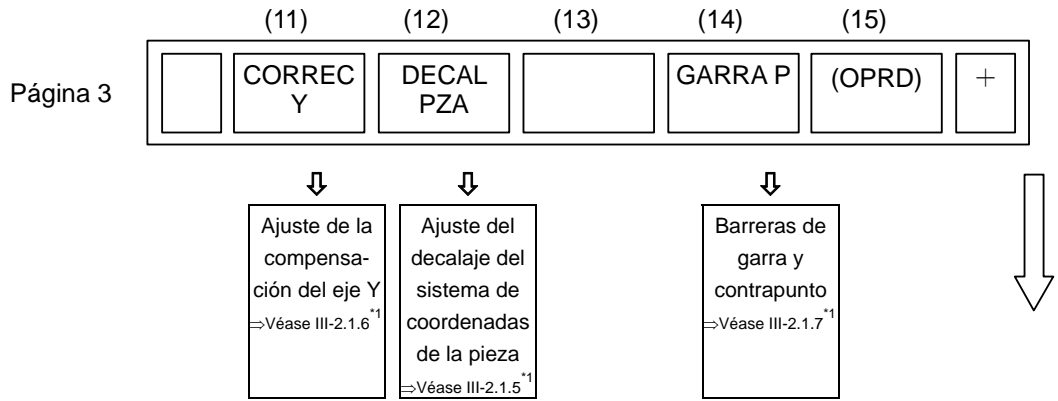 (11) (12) (13) (14) (15)
Página 3
CORREC
Y
DECAL
PZA
GARRA P
(OPRD)
+
Ajuste de la
compensa-
ción del eje Y
⇒Véase III-2.1.6*1
Ajuste del
decalaje del
sistema de
coordenadas
de la pieza
⇒Véase III-2.1.5*1
Barreras de
garra y
contrapunto
⇒Véase III-2.1.7*1